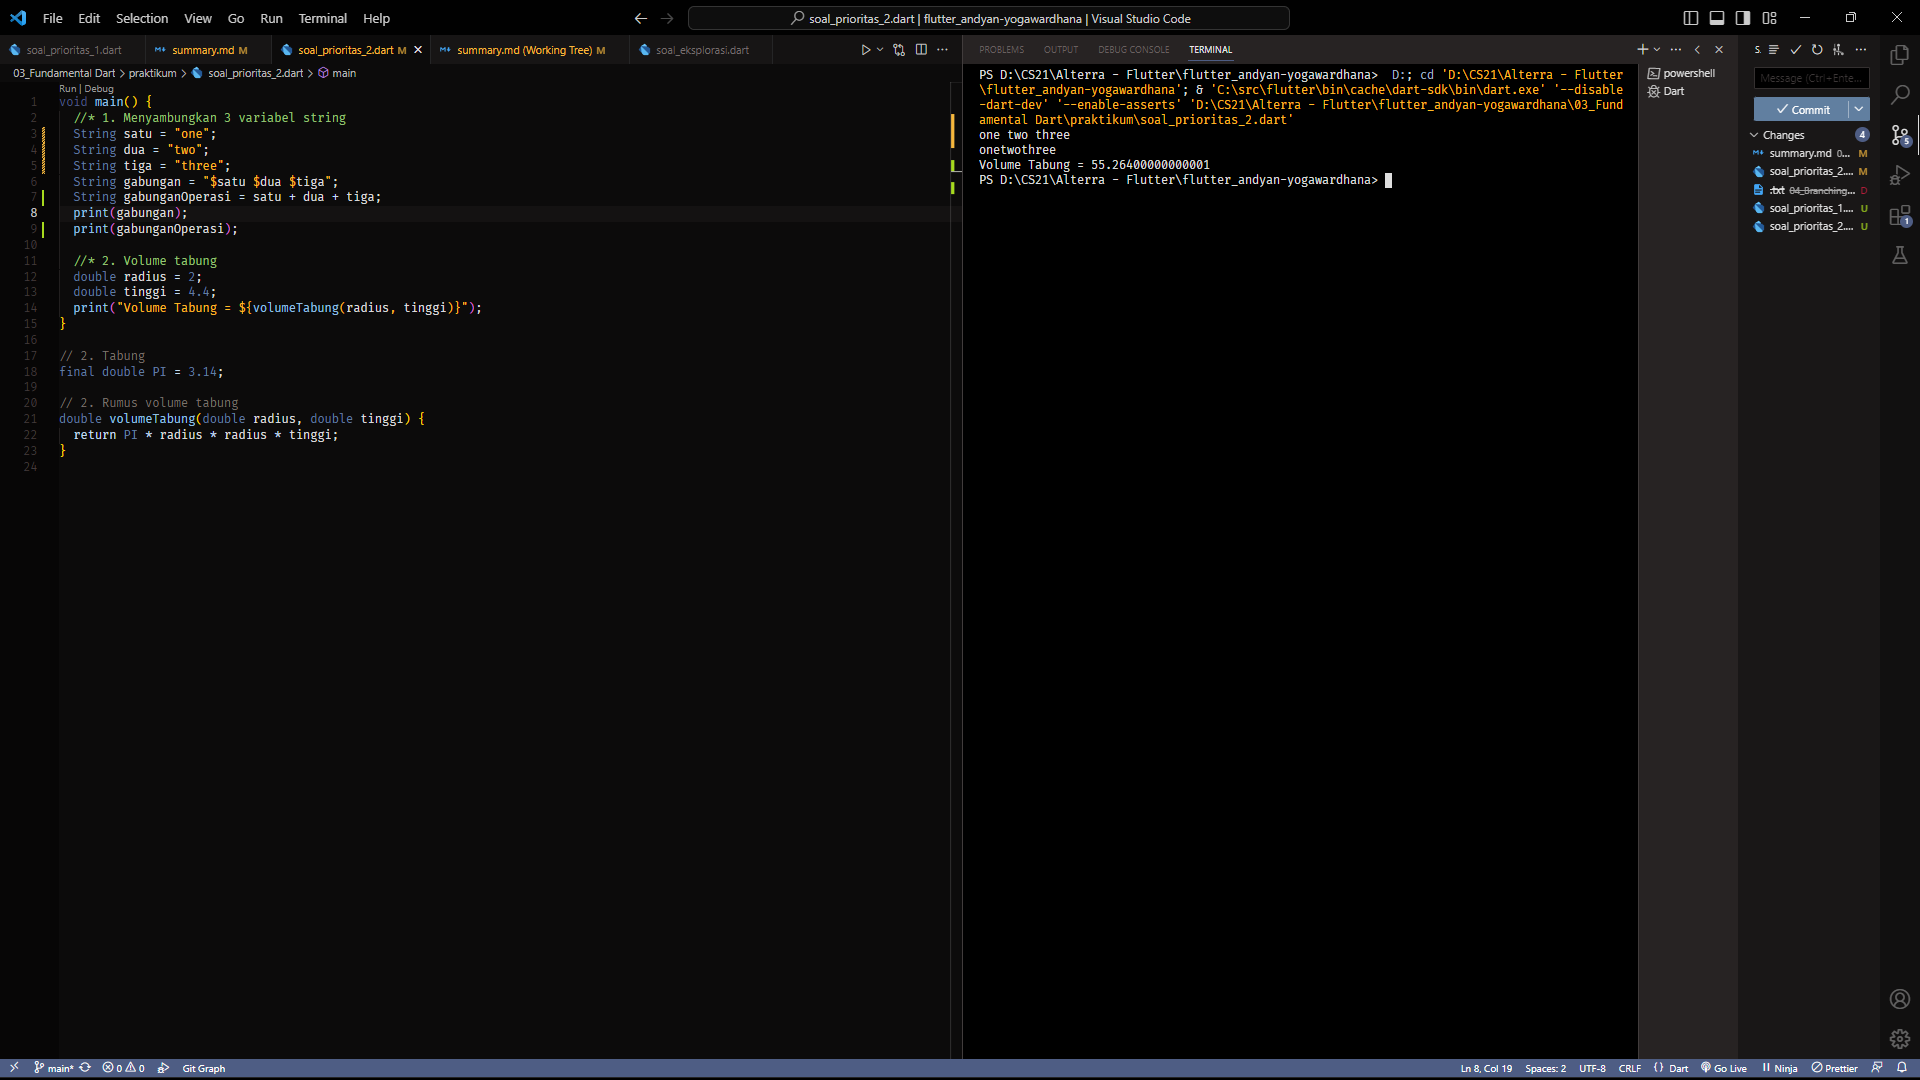 File Edit Selection View Go Run Terminal Help
soal_prioritas_2.dart | flutter_andyan-yogawardhana | Visual Studio Code
soal_prioritas_1.dart
summary.md M
soal_prioritas_2.dart M
summary.md (Working Tree) M
soal_eksplorasi.dart
03_Fundamental Dart > praktikum > soal_prioritas_2.dart > main
Run | Debug
1 void main() {
2 //* 1. Menyambungkan 3 variabel string
3 String satu = "one";
4 String dua = "two";
5 String tiga = "three";
6 String gabungan = "$satu $dua $tiga";
7 String gabunganOperasi = satu + dua + tiga;
8 print(gabungan);
9 print(gabunganOperasi);
10
11 //* 2. Volume tabung
12 double radius = 2;
13 double tinggi = 4.4;
14 print("Volume Tabung = ${volumeTabung(radius, tinggi)}");
15 }
16
17 // 2. Tabung
18 final double PI = 3.14;
19
20 // 2. Rumus volume tabung
21 double volumeTabung(double radius, double tinggi) {
22 return PI * radius * radius * tinggi;
23 }
24
PROBLEMS OUTPUT DEBUG CONSOLE TERMINAL
PS D:\CS21\Alterra - Flutter\flutter_andyan-yogawardhana> D:; cd 'D:\CS21\Alterra - Flutter
\flutter_andyan-yogawardhana'; & 'C:\src\flutter\bin\cache\dart-sdk\bin\dart.exe' '--disable
-dart-dev' '--enable-asserts' 'D:\CS21\Alterra - Flutter\flutter_andyan-yogawardhana\03_Fund
amental Dart\praktikum\soal_prioritas_2.dart'
one two three
onetwothree
Volume Tabung = 55.26400000000001
PS D:\CS21\Alterra - Flutter\flutter_andyan-yogawardhana>
powershell
Dart
S.
Message (Ctrl+Ente...
Commit
Changes 4
summary.md 0... M
soal_prioritas_2.... M
.txt 04_Branching... D
soal_prioritas_1.... U
soal_prioritas_2.... U
5
1
main* 0 0 Git Graph
Ln 8, Col 19 Spaces: 2 UTF-8 CRLF { } Dart Go Live Ninja Prettier